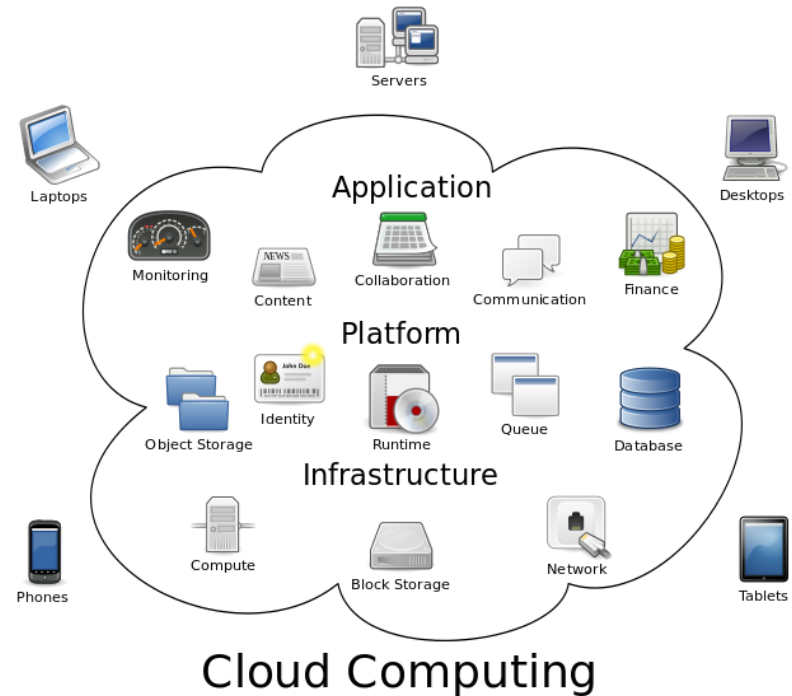 Servers
Laptops
Desktops
Application
Monitoring
Content
NEWS
Collaboration
Communication
Finance
Platform
Object Storage
John Doe
Identity
Runtime
Queue
Database
Infrastructure
Compute
Block Storage
Network
Phones
Tablets
Cloud Computing